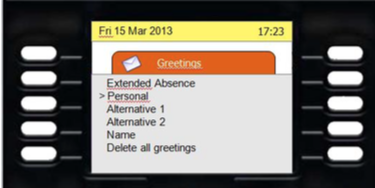 Fri 15 Mar 2013 17:23
Greetings
Extended Absence
> Personal
Alternative 1
Alternative 2
Name
Delete all greetings